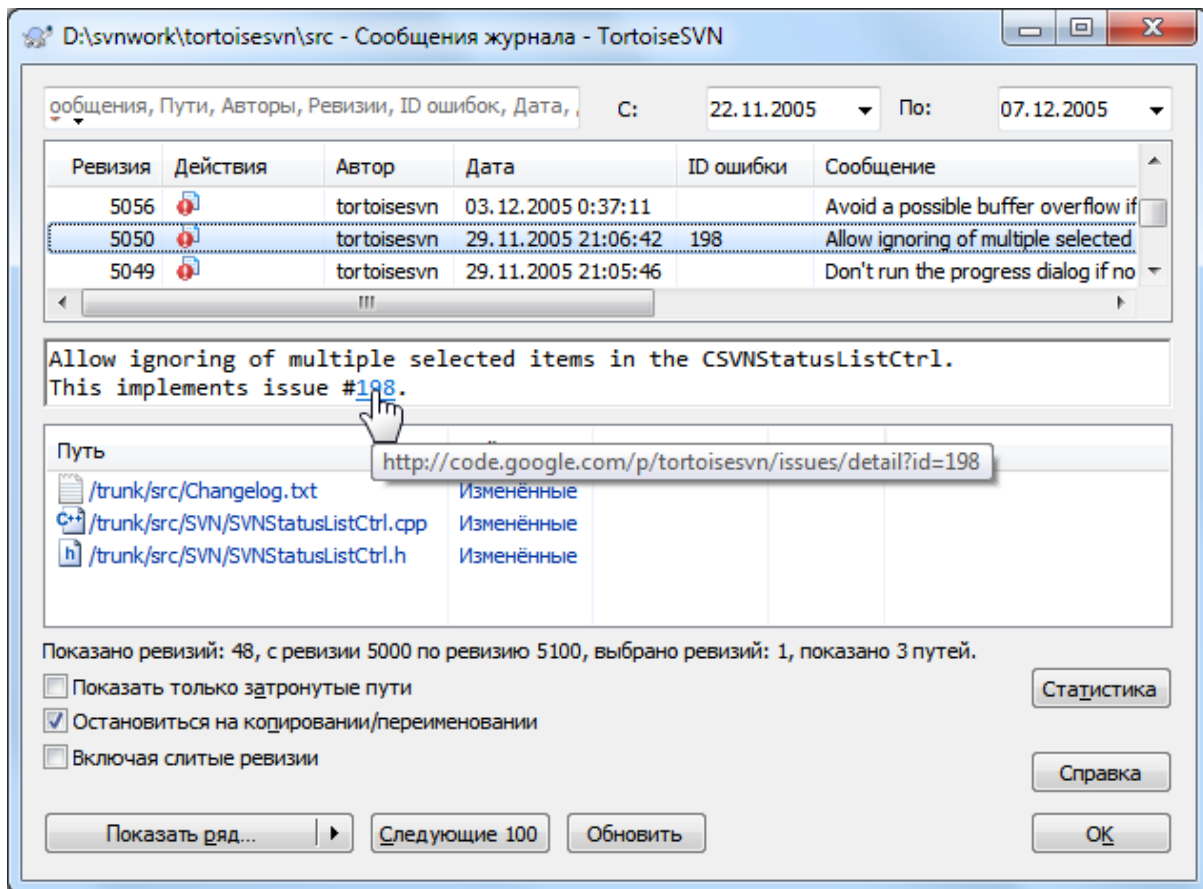 D:\svnwork\tortoisesvn\src - Сообщения журнала - TortoiseSVN
ообщения, Пути, Авторы, Ревизии, ID ошибок, Дата, С: 22.11.2005 По: 07.12.2005
Ревизия Действия Автор Дата ID ошибки Сообщение
5056 tortoisesvn 03.12.2005 0:37:11 Avoid a possible buffer overflow if
5050 tortoisesvn 29.11.2005 21:06:42 198 Allow ignoring of multiple selected
5049 tortoisesvn 29.11.2005 21:05:46 Don't run the progress dialog if no
Allow ignoring of multiple selected items in the CSVNStatusListCtrl.
This implements issue #198.
Путь
http://code.google.com/p/tortoisesvn/issues/detail?id=198
/trunk/src/Changelog.txt Изменённые
/trunk/src/SVN/SVNStatusListCtrl.cpp Изменённые
/trunk/src/SVN/SVNStatusListCtrl.h Изменённые
Показано ревизий: 48, с ревизии 5000 по ревизию 5100, выбрано ревизий: 1, показано 3 путей.
Показать только затронутые пути
Статистика
Остановиться на копировании/переименовании
Включая слитые ревизии
Справка
Показать ряд... Следующие 100 Обновить OK